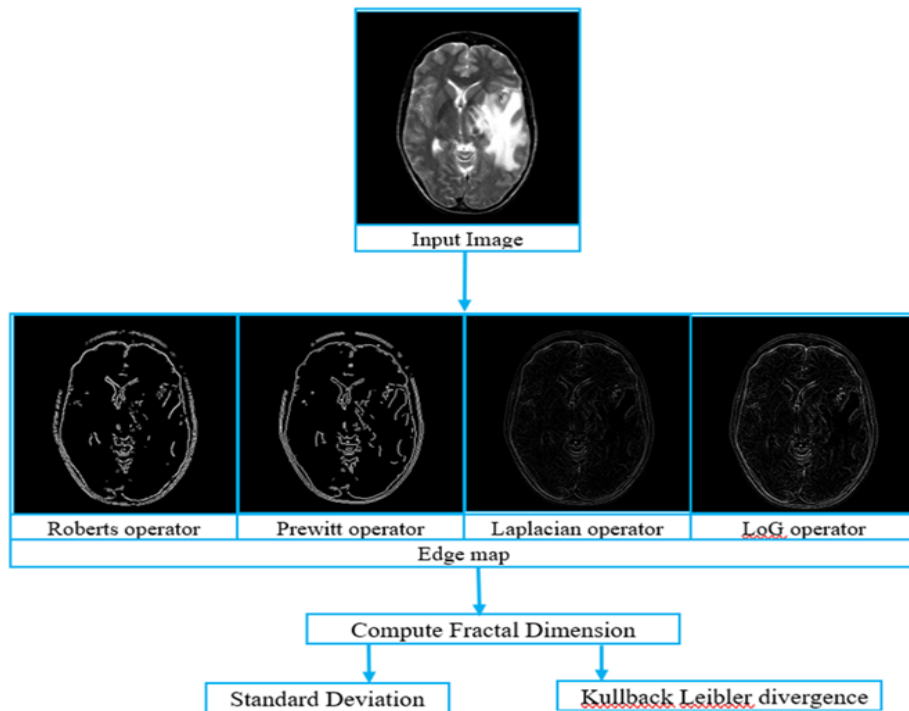 Input Image
Roberts operator
Prewitt operator
Laplacian operator
LoG operator
Edge map
Compute Fractal Dimension
Standard Deviation
Kullback Leibler divergence